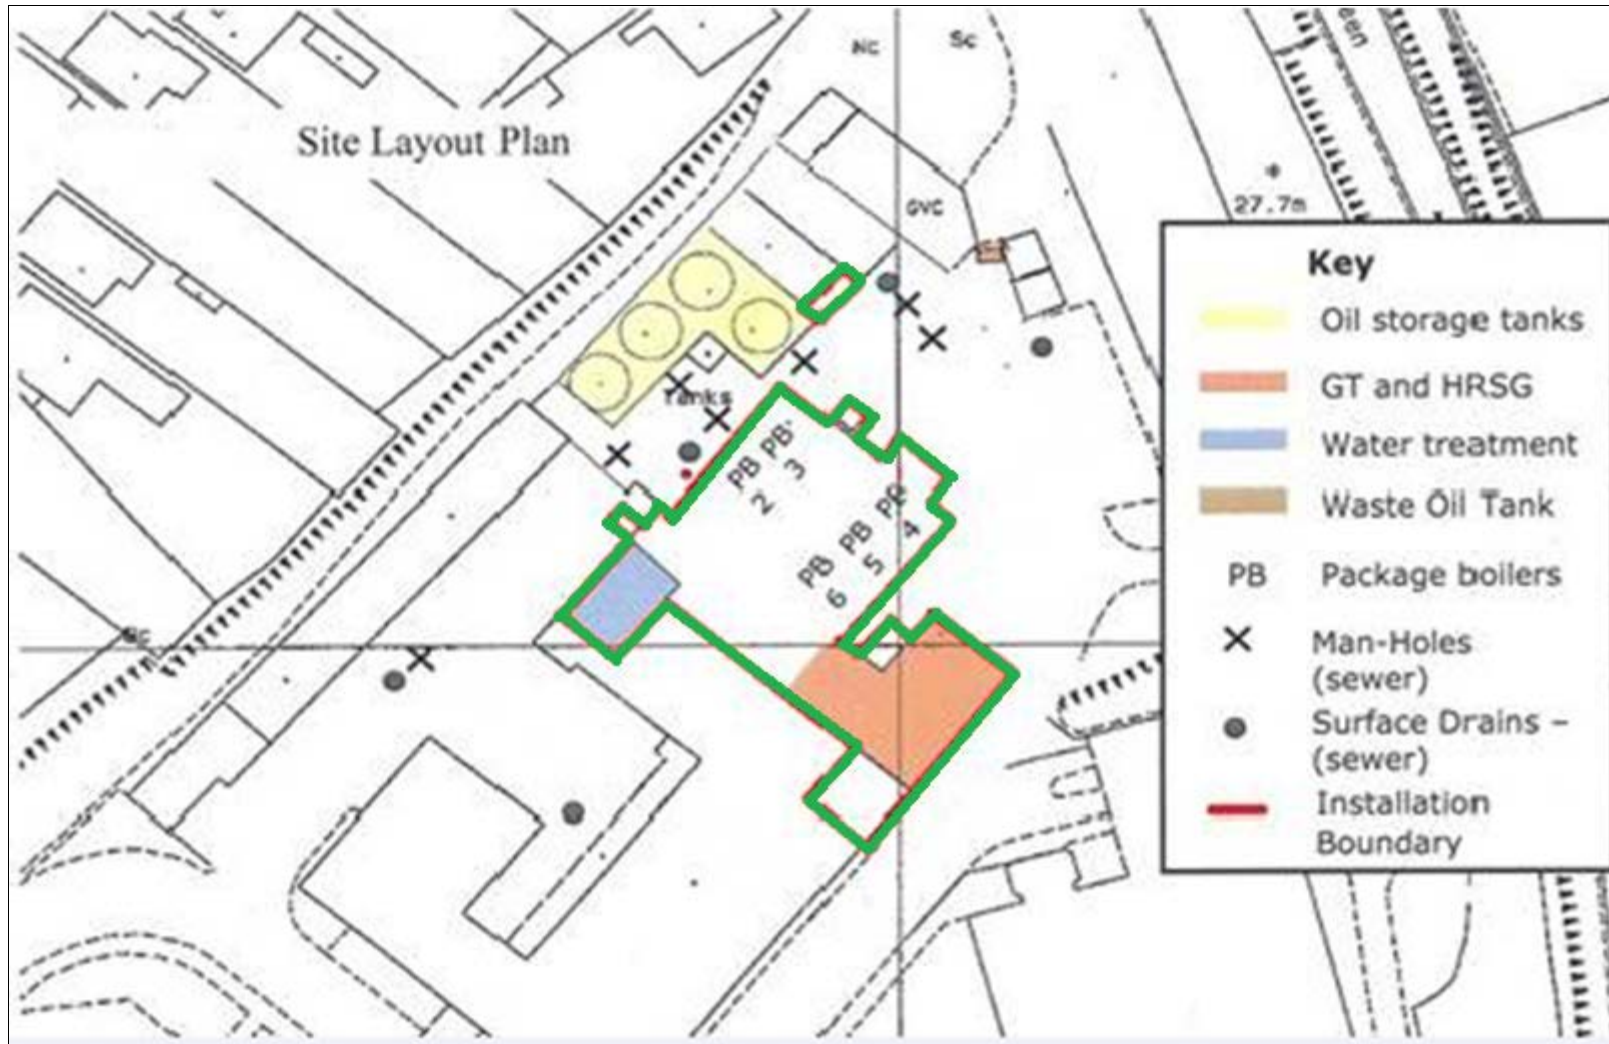 Site Layout Plan
Nc
Sc
een
27.7m
GVC
Tanks
PB 2
PB 3
PB 4
PB 5
PB 6
Key
Oil storage tanks
GT and HRSG
Water treatment
Waste Oil Tank
PB Package boilers
X Man-Holes
(sewer)
Surface Drains –
(sewer)
Installation
Boundary